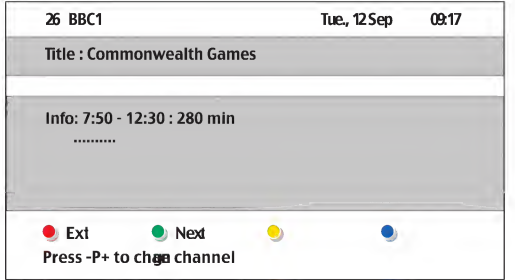 26 BBC1 Tue., 12 Sep 09:17
Title : Commonwealth Games
Info: 7:50 - 12:30 : 280 min
..........
Ext Next
Press -P+ to change channel